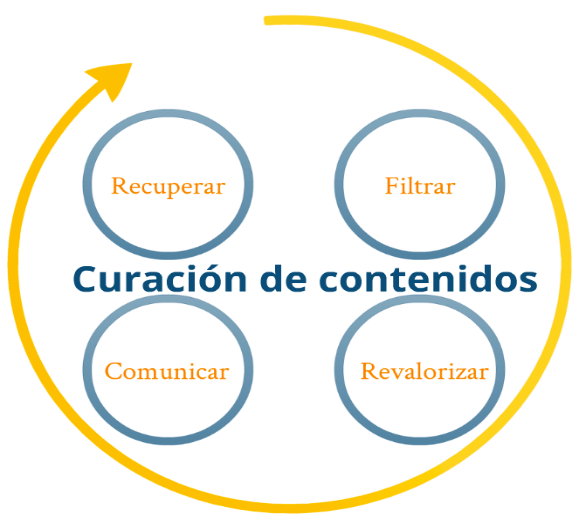 Recuperar
Filtrar
Curación de contenidos
Comunicar
Revalorizar